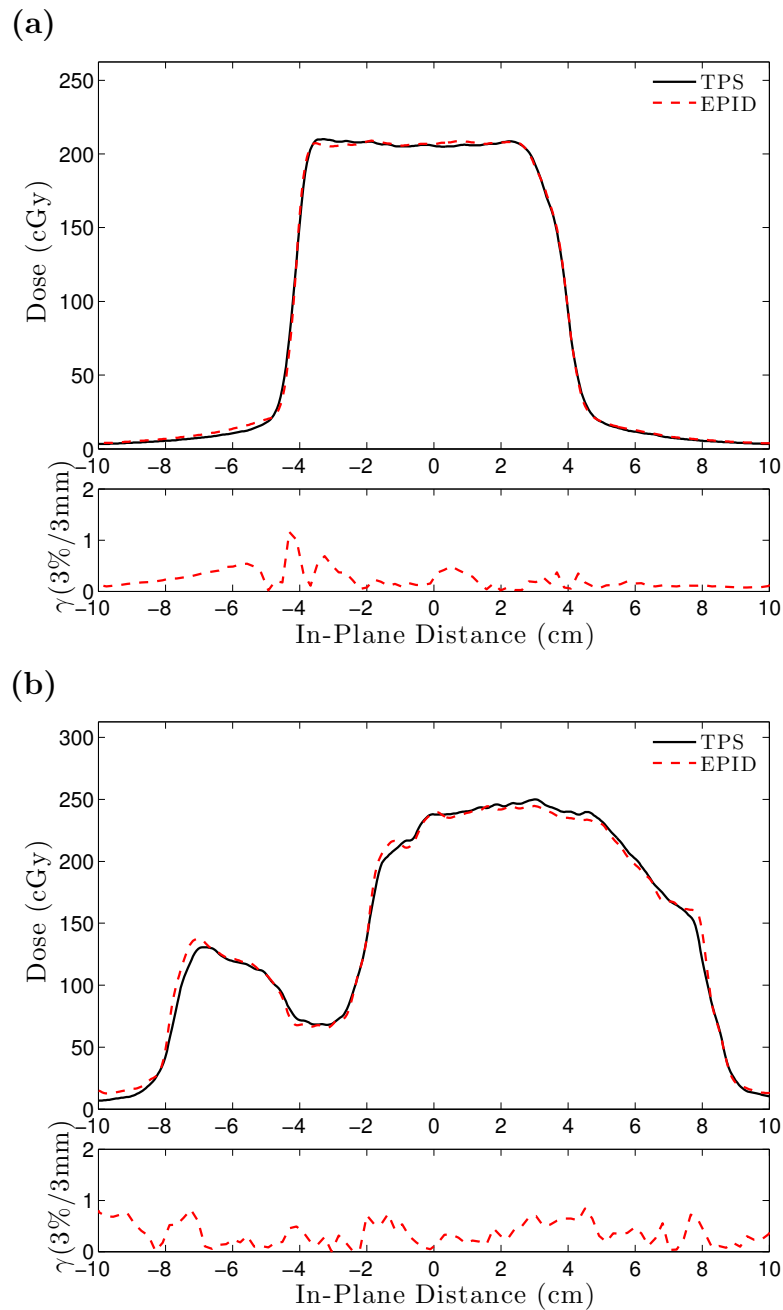 (a)
250
200
150
100
50
0
Dose (cGy)
TPS
EPID
−10 −8 −6 −4 −2 0 2 4 6 8 10
2
1
0
γ(3%/3mm)
−10 −8 −6 −4 −2 0 2 4 6 8 10
In-Plane Distance (cm)
(b)
300
250
200
150
100
50
0
Dose (cGy)
TPS
EPID
−10 −8 −6 −4 −2 0 2 4 6 8 10
2
1
0
γ(3%/3mm)
−10 −8 −6 −4 −2 0 2 4 6 8 10
In-Plane Distance (cm)